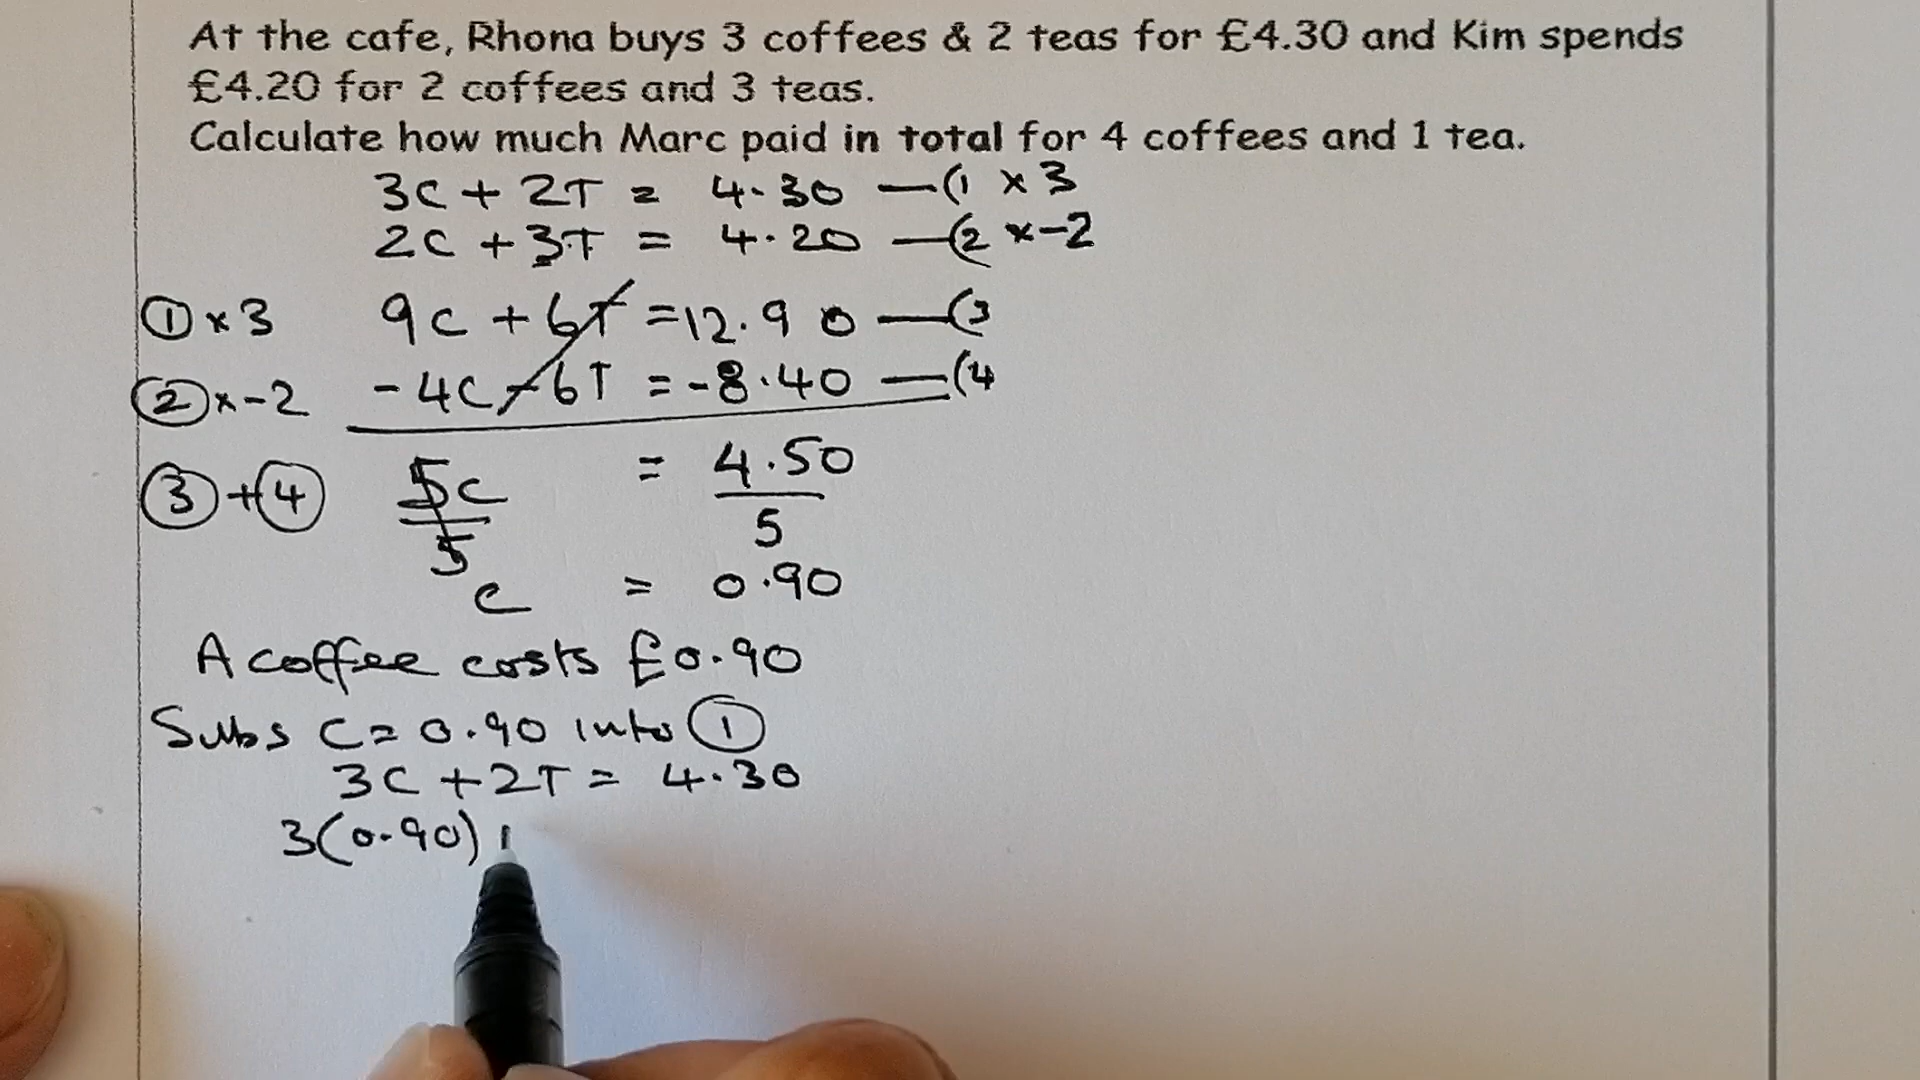 At the cafe, Rhona buys 3 coffees & 2 teas for £4.30 and Kim spends
£4.20 for 2 coffees and 3 teas.
Calculate how much Marc paid in total for 4 coffees and 1 tea.
3C + 2T = 4.30 —(1 × 3
2C + 3T = 4.20 —(2 ×-2
① × 3 9C + 6T = 12.90 —(3
② ×-2 -4C - 6T = -8.40 —(4
③ + ④ 5C = 4.50
5 5
C = 0.90
A coffee costs £0.90
Subs C = 0.90 into ①
3C + 2T = 4.30
3(0.90)